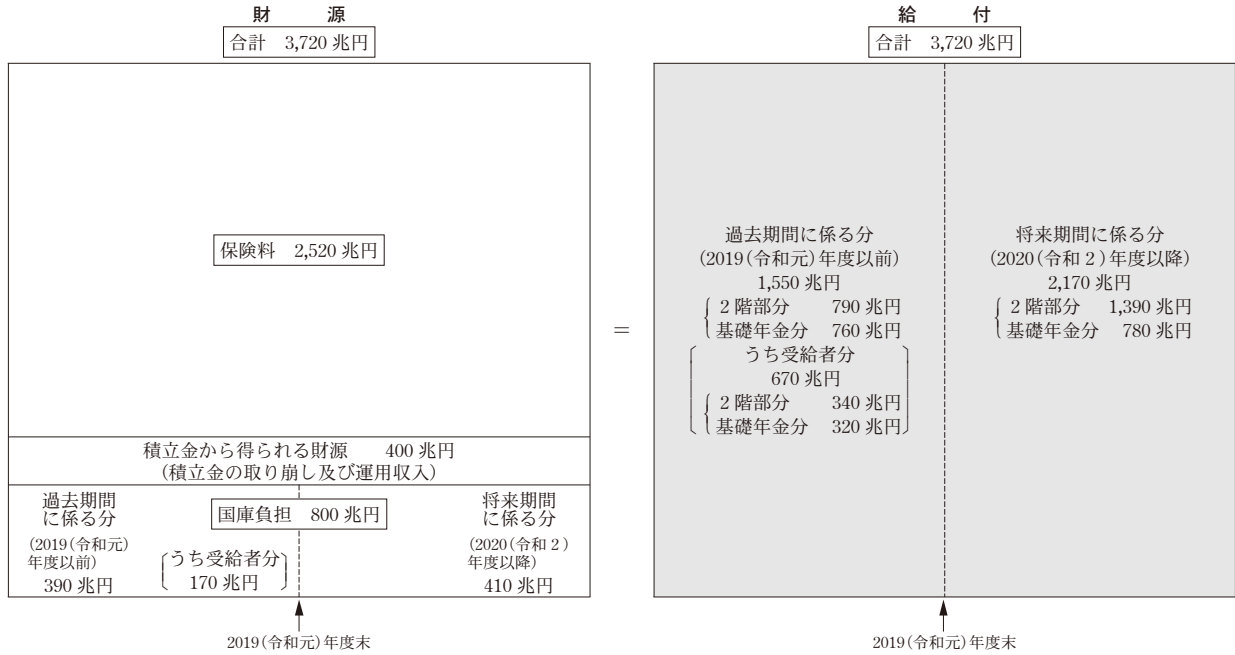 財 源
合計 3,720 兆円
保険料 2,520 兆円
積立金から得られる財源 400 兆円
(積立金の取り崩し及び運用収入)
過去期間
に係る分
(2019(令和元)
年度以前)
390 兆円
国庫負担 800 兆円
うち受給者分
170 兆円
将来期間
に係る分
(2020(令和2)
年度以降)
410 兆円
2019(令和元)年度末
=
給 付
合計 3,720 兆円
過去期間に係る分
(2019(令和元)年度以前)
1,550 兆円
2階部分 790 兆円
基礎年金分 760 兆円
うち受給者分
670 兆円
2階部分 340 兆円
基礎年金分 320 兆円
将来期間に係る分
(2020(令和2)年度以降)
2,170 兆円
2階部分 1,390 兆円
基礎年金分 780 兆円
2019(令和元)年度末